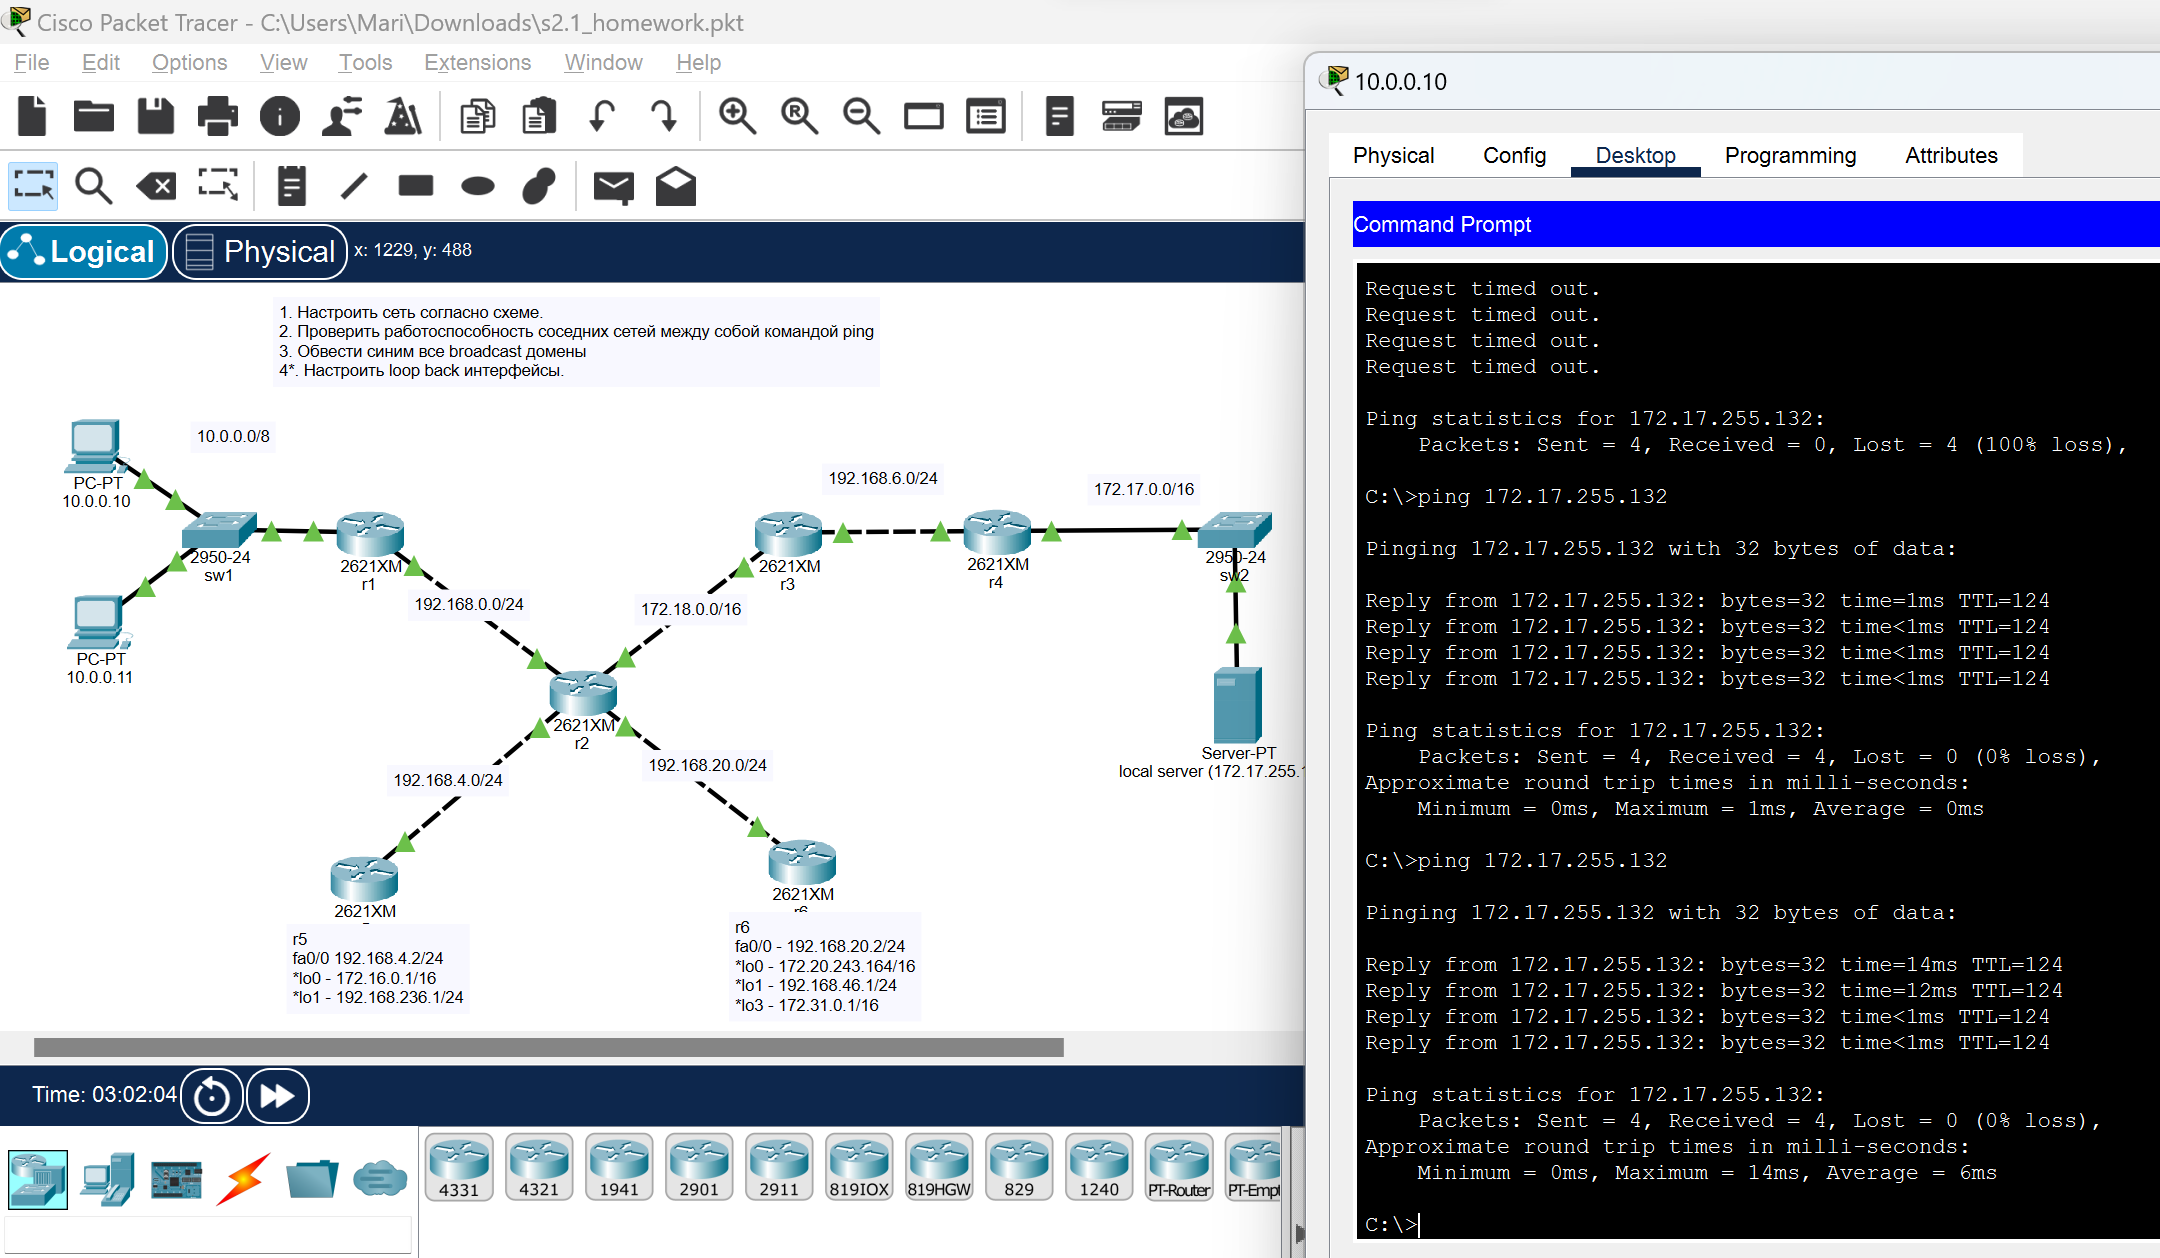 Cisco Packet Tracer - C:\Users\Mari\Downloads\s2.1_homework.pkt
File Edit Options View Tools Extensions Window Help
Logical Physical x: 1229, y: 488
1. Настроить сеть согласно схеме.
2. Проверить работоспособность соседних сетей между собой командой ping
3. Обвести синим все broadcast домены
4*. Настроить loop back интерфейсы.
10.0.0.0/8
PC-PT
10.0.0.10
2950-24
sw1
PC-PT
10.0.0.11
2621XM
r1
192.168.0.0/24
172.18.0.0/16
2621XM
r3
192.168.6.0/24
2621XM
r4
172.17.0.0/16
2950-24
sw2
Server-PT
local server (172.17.255.1
2621XM
r2
192.168.4.0/24
192.168.20.0/24
2621XM
r5
fa0/0 192.168.4.2/24
*lo0 - 172.16.0.1/16
*lo1 - 192.168.236.1/24
2621XM
r6
r6
fa0/0 - 192.168.20.2/24
*lo0 - 172.20.243.164/16
*lo1 - 192.168.46.1/24
*lo3 - 172.31.0.1/16
Time: 03:02:04
4331 4321 1941 2901 2911 819IOX 819HGW 829 1240 PT-Router PT-Empt
10.0.0.10
Physical Config Desktop Programming Attributes
Command Prompt
Request timed out.
Request timed out.
Request timed out.
Request timed out.
Ping statistics for 172.17.255.132:
Packets: Sent = 4, Received = 0, Lost = 4 (100% loss),
C:\>ping 172.17.255.132
Pinging 172.17.255.132 with 32 bytes of data:
Reply from 172.17.255.132: bytes=32 time=1ms TTL=124
Reply from 172.17.255.132: bytes=32 time<1ms TTL=124
Reply from 172.17.255.132: bytes=32 time<1ms TTL=124
Reply from 172.17.255.132: bytes=32 time<1ms TTL=124
Ping statistics for 172.17.255.132:
Packets: Sent = 4, Received = 4, Lost = 0 (0% loss),
Approximate round trip times in milli-seconds:
Minimum = 0ms, Maximum = 1ms, Average = 0ms
C:\>ping 172.17.255.132
Pinging 172.17.255.132 with 32 bytes of data:
Reply from 172.17.255.132: bytes=32 time=14ms TTL=124
Reply from 172.17.255.132: bytes=32 time=12ms TTL=124
Reply from 172.17.255.132: bytes=32 time<1ms TTL=124
Reply from 172.17.255.132: bytes=32 time<1ms TTL=124
Ping statistics for 172.17.255.132:
Packets: Sent = 4, Received = 4, Lost = 0 (0% loss),
Approximate round trip times in milli-seconds:
Minimum = 0ms, Maximum = 14ms, Average = 6ms
C:\>